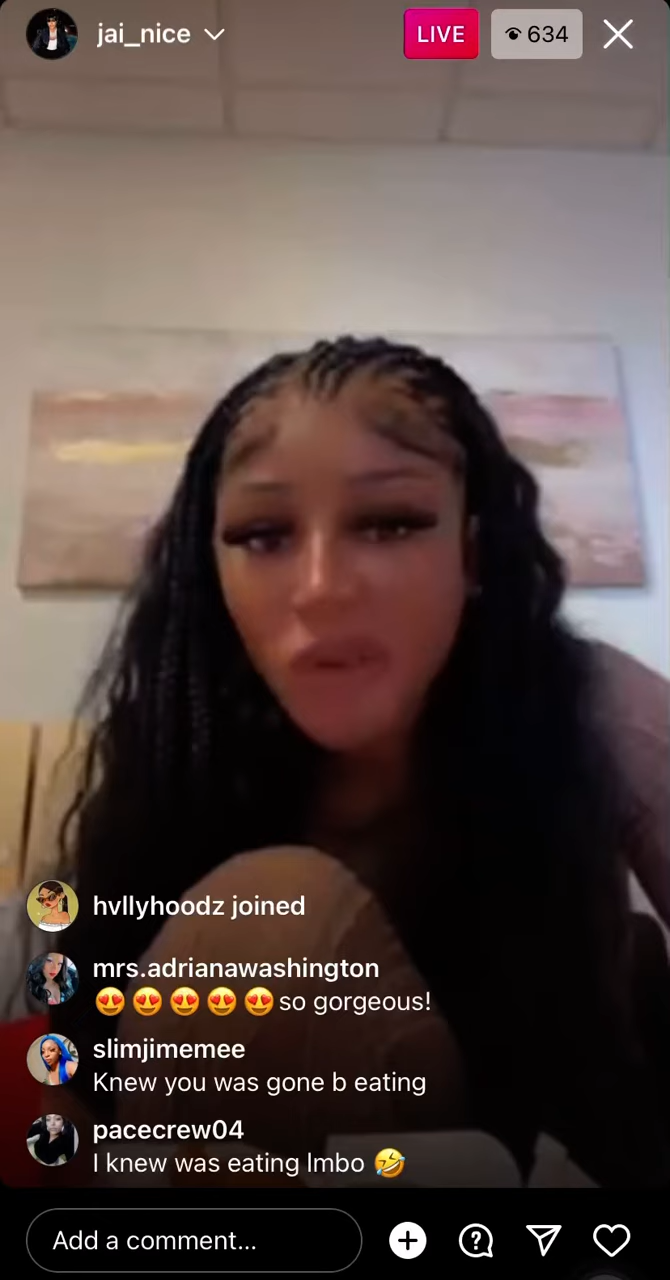 jai_nice
LIVE
634
hvllyhoodz joined
mrs.adrianawashington
😍😍😍😍😍so gorgeous!
slimjimemee
Knew you was gone b eating
pacecrew04
I knew was eating lmbo 🤣
Add a comment...